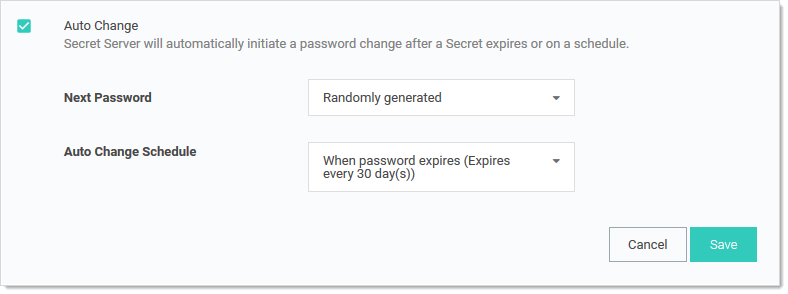 Auto Change
Secret Server will automatically initiate a password change after a Secret expires or on a schedule.
Next Password
Randomly generated
Auto Change Schedule
When password expires (Expires
every 30 day(s))
Cancel
Save